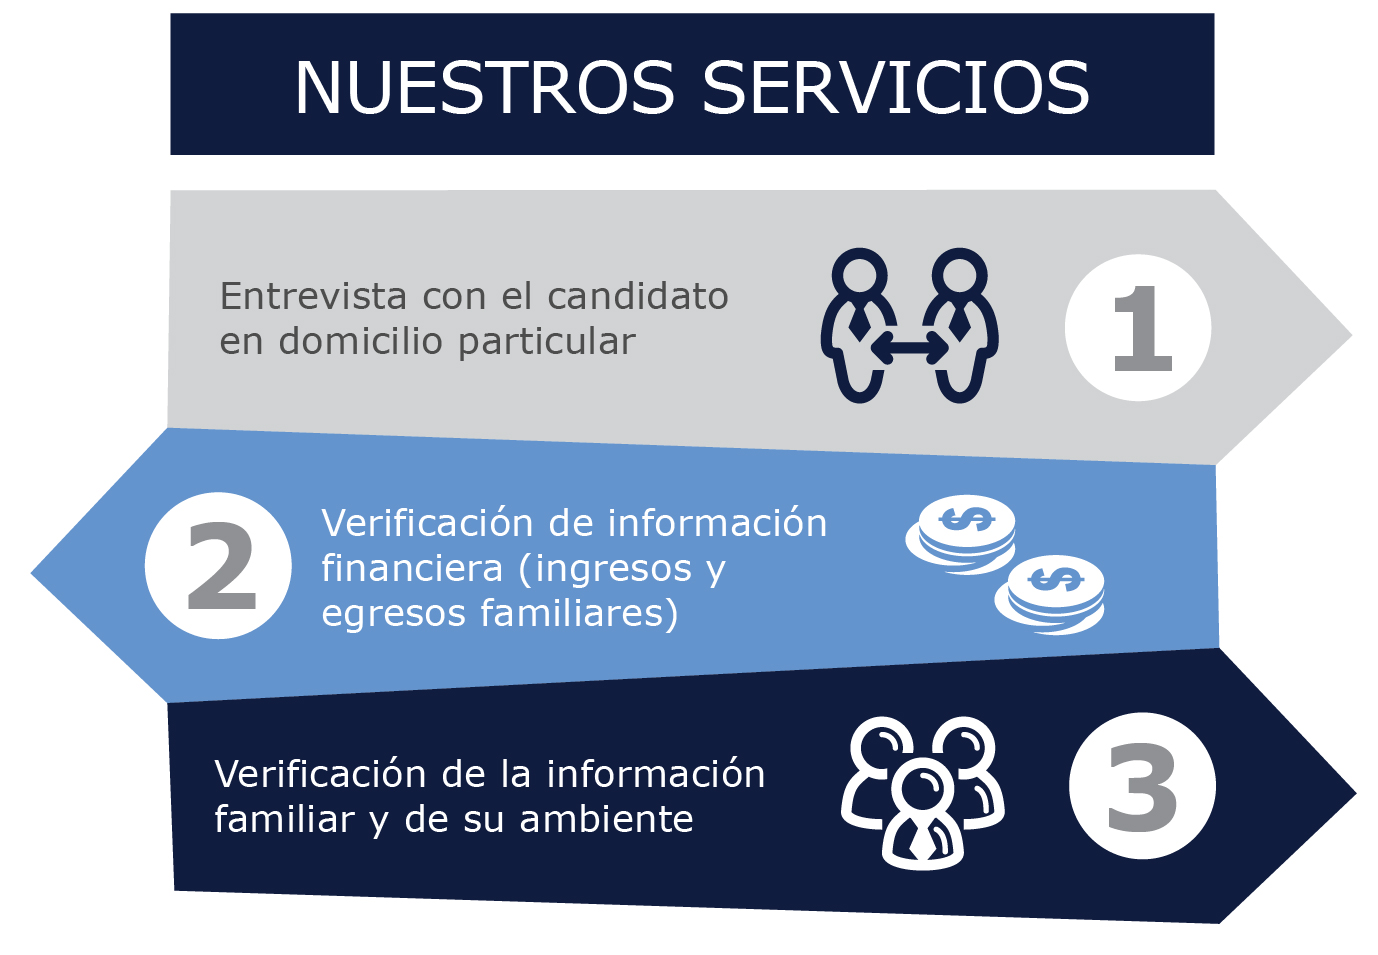 NUESTROS SERVICIOS
Entrevista con el candidato
en domicilio particular
1
2
Verificación de información
financiera (ingresos y
egresos familiares)
$
$
Verificación de la información
familiar y de su ambiente
3